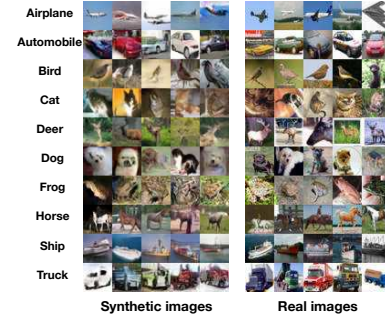 Airplane
Automobile
Bird
Cat
Deer
Dog
Frog
Horse
Ship
Truck
Synthetic images
Real images